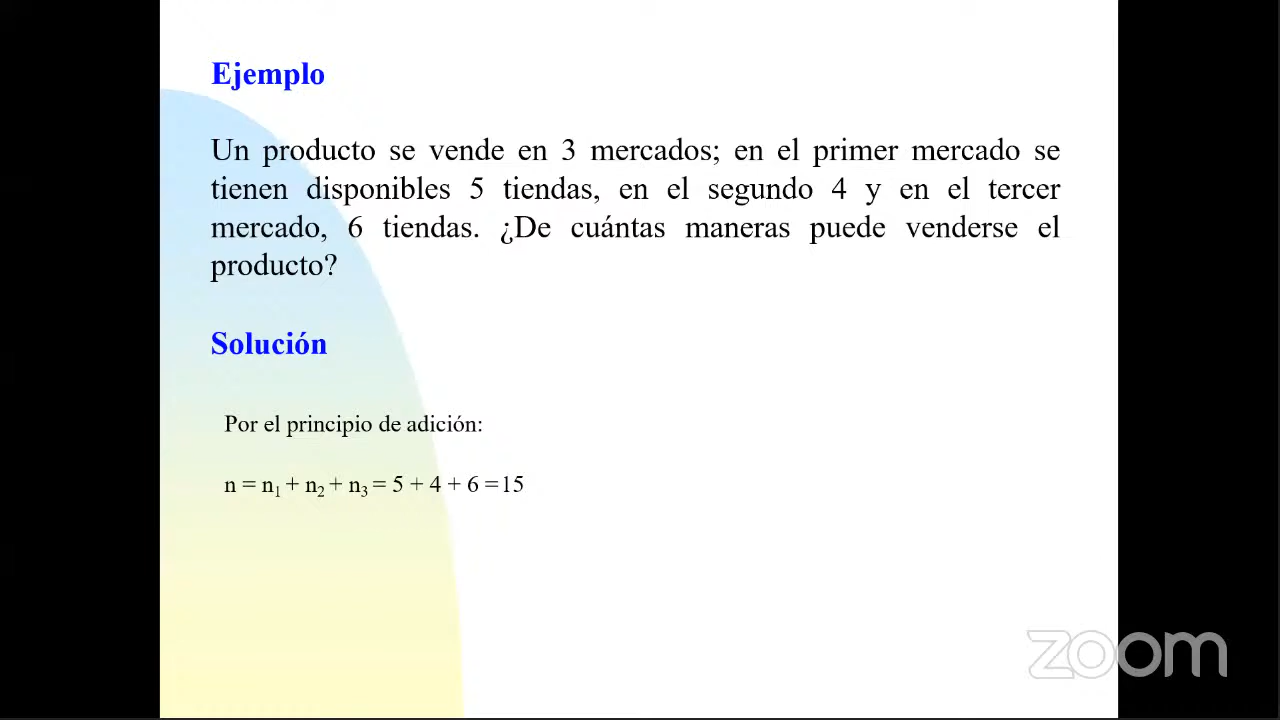 Ejemplo
Un producto se vende en 3 mercados; en el primer mercado se
tienen disponibles 5 tiendas, en el segundo 4 y en el tercer
mercado, 6 tiendas. ¿De cuántas maneras puede venderse el
producto?
Solución
Por el principio de adición:
n = n₁ + n₂ + n₃ = 5 + 4 + 6 =15
zoom